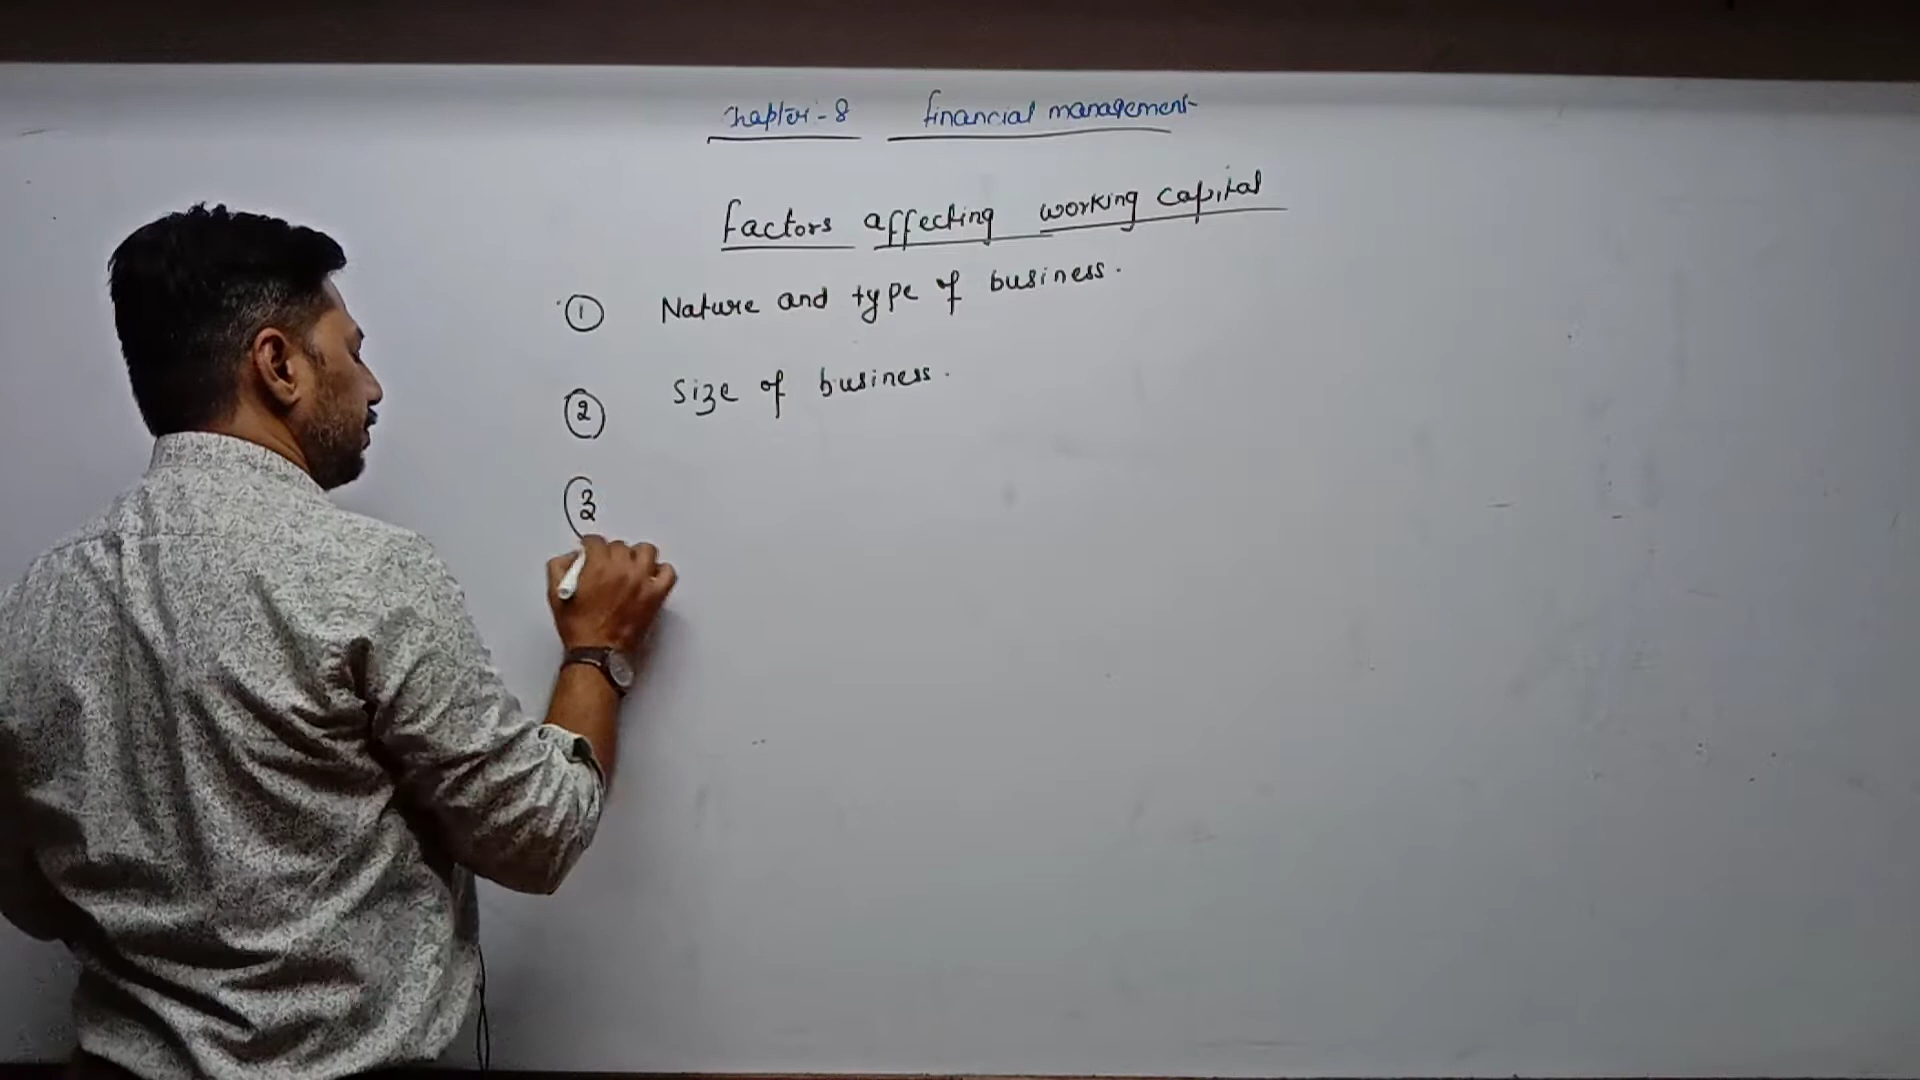 Chapter - 8 financial management
factors affecting working capital
① Nature and type of business.
② Size of business.
③